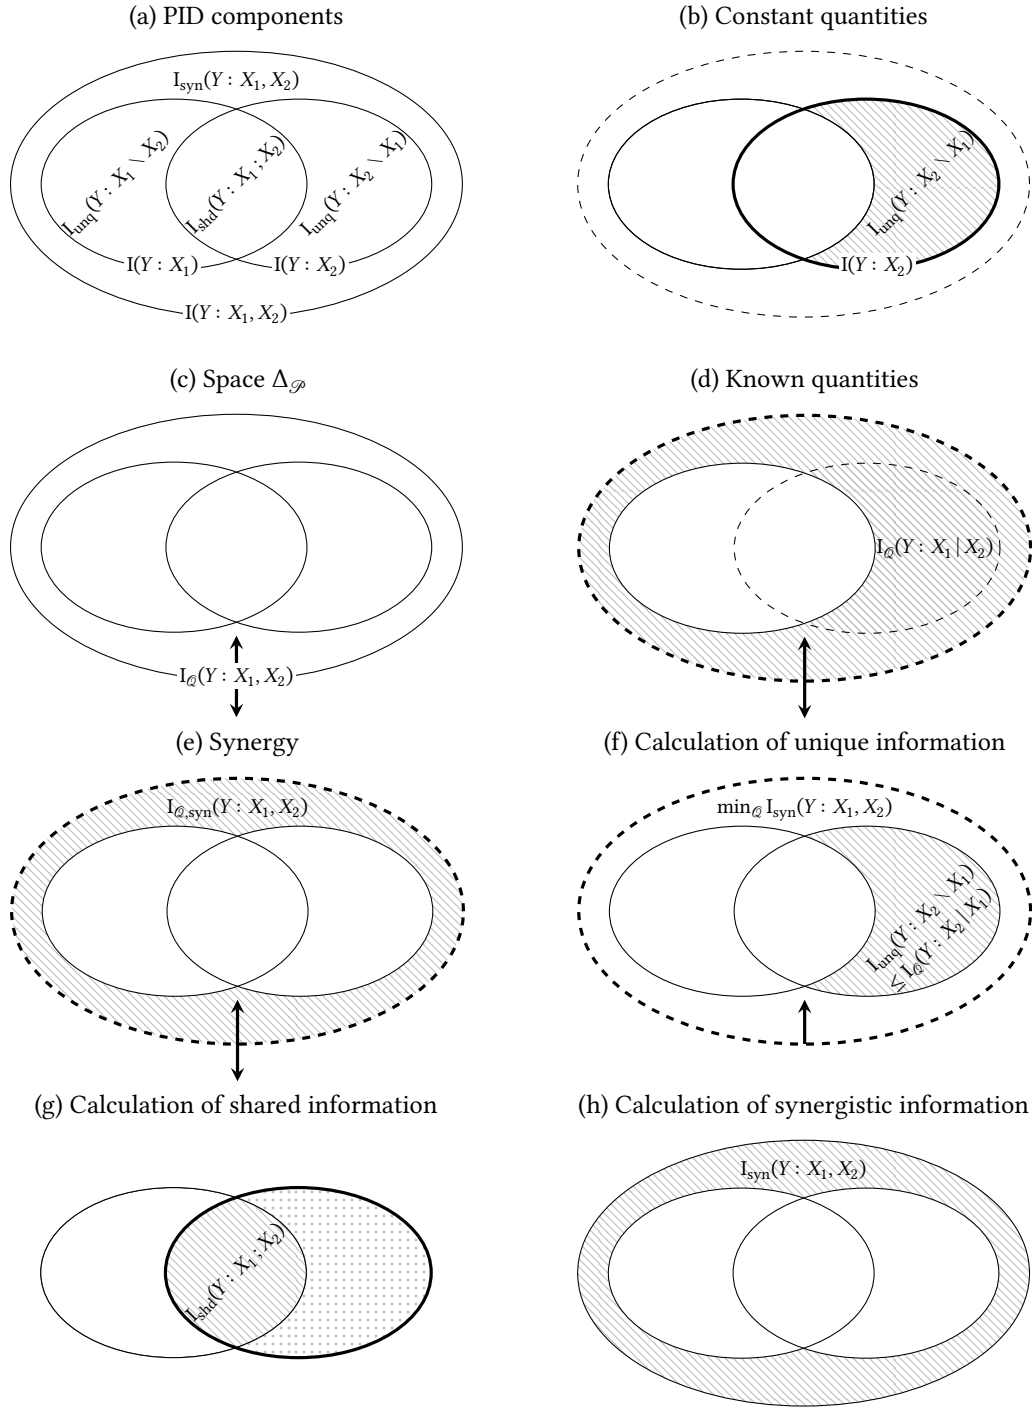 (a) PID components
I_syn(Y : X_1, X_2)
I_unq(Y : X_1 \ X_2)
I_shd(Y : X_1 ; X_2)
I_unq(Y : X_2 \ X_1)
I(Y : X_1)
I(Y : X_2)
I(Y : X_1, X_2)
(b) Constant quantities
I_unq(Y : X_2 \ X_1)
I(Y : X_2)
(c) Space Δ_𝒫
I_𝒬(Y : X_1, X_2)
(d) Known quantities
I_𝒬(Y : X_1 | X_2)
(e) Synergy
I_𝒬,syn(Y : X_1, X_2)
(f) Calculation of unique information
min_𝒬 I_syn(Y : X_1, X_2)
I_unq(Y : X_2 \ X_1)
≤ I_𝒬(Y : X_2 | X_1)
(g) Calculation of shared information
I_shd(Y : X_1 ; X_2)
(h) Calculation of synergistic information
I_syn(Y : X_1, X_2)